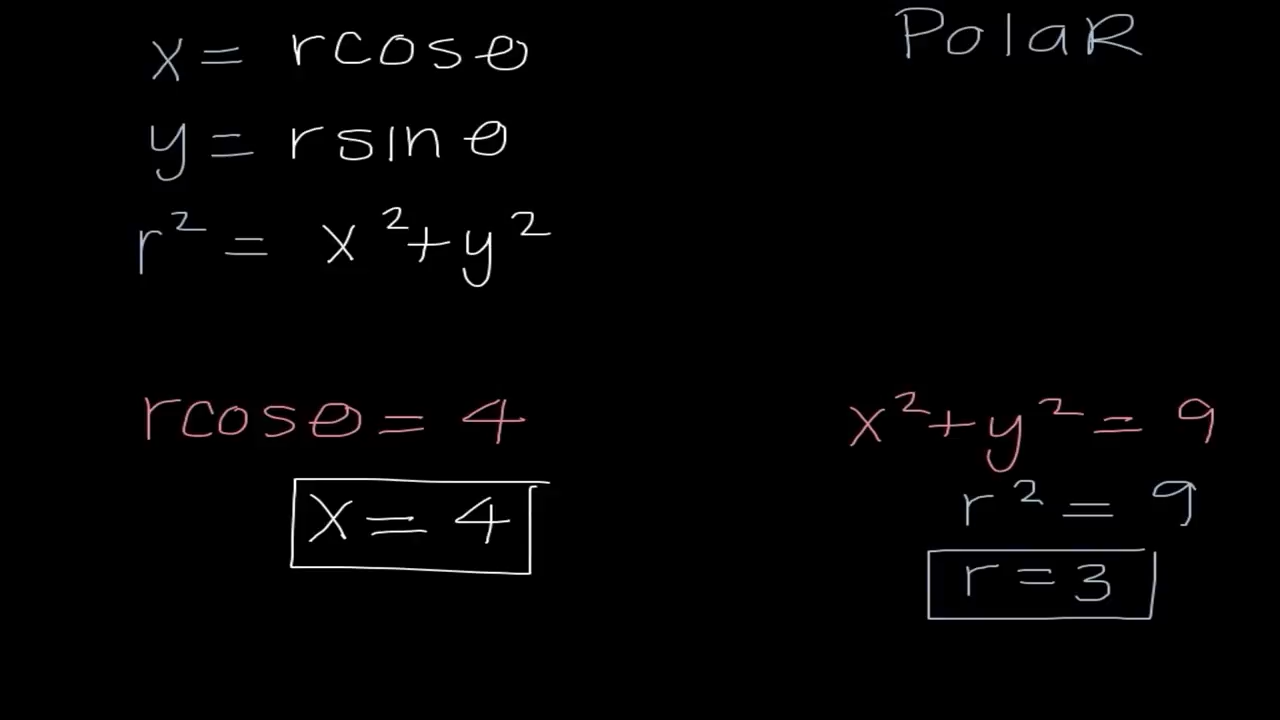 x = rcosθ
PolaR
y = rsinθ
r² = x²+y²
rcosθ = 4
x = 4
x²+y² = 9
r² = 9
r = 3